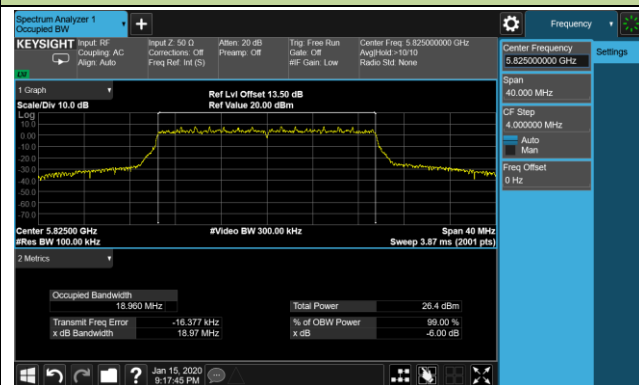 Spectrum Analyzer 1
Occupied BW
Frequency
KEYSIGHT
Input: RF
Coupling: AC
Align: Auto
Input Z: 50 Ω
Corrections: Off
Freq Ref: Int (S)
Atten: 20 dB
Preamp: Off
Trig: Free Run
Gate: Off
#IF Gain: Low
Center Freq: 5.825000000 GHz
Avg|Hold:>10/10
Radio Std: None
LXI
1 Graph
Scale/Div 10.0 dB
Ref Lvl Offset 13.50 dB
Ref Value 20.00 dBm
Log
10.0
0.00
-10.0
-20.0
-30.0
-40.0
-50.0
-60.0
-70.0
Center 5.82500 GHz
#Res BW 100.00 kHz
#Video BW 300.00 kHz
Span 40 MHz
Sweep 3.87 ms (2001 pts)
2 Metrics
Occupied Bandwidth
18.960 MHz
Total Power 26.4 dBm
Transmit Freq Error -16.377 kHz
% of OBW Power 99.00 %
x dB Bandwidth 18.97 MHz
x dB -6.00 dB
Jan 15, 2020
9:17:45 PM
Center Frequency
5.825000000 GHz
Settings
Span
40.000 MHz
CF Step
4.000000 MHz
Auto
Man
Freq Offset
0 Hz